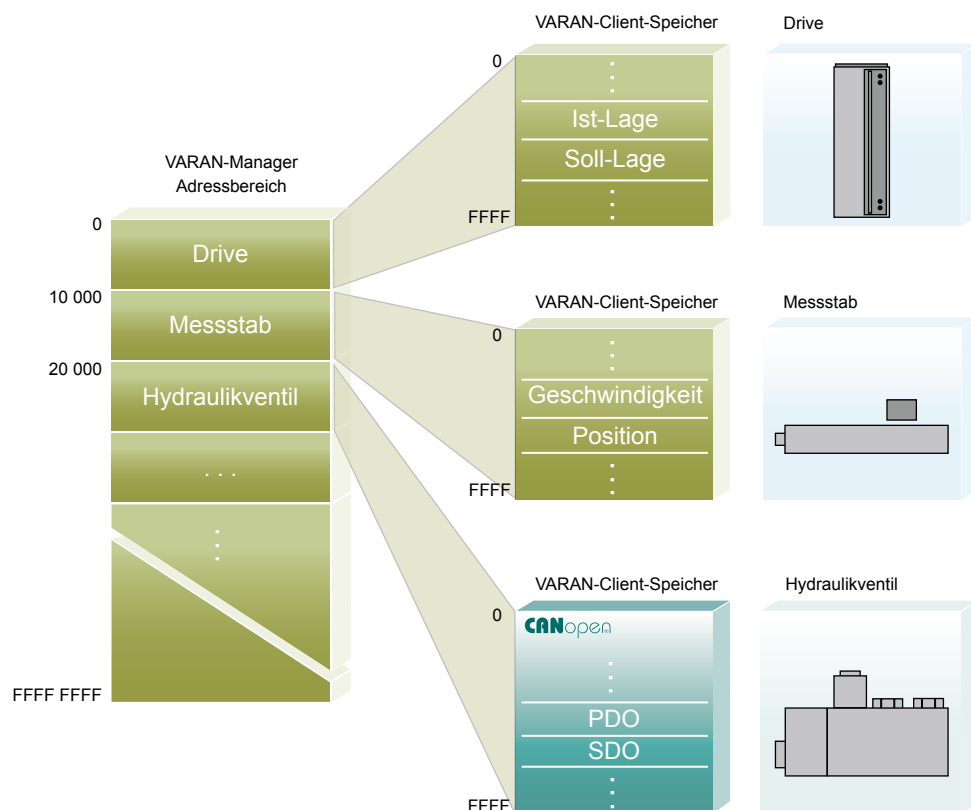 VARAN-Manager
Adressbereich
0
Drive
10 000
Messstab
20 000
Hydraulikventil
. . .
FFFF FFFF
VARAN-Client-Speicher
Drive
0
Ist-Lage
Soll-Lage
FFFF
VARAN-Client-Speicher
Messstab
0
Geschwindigkeit
Position
FFFF
VARAN-Client-Speicher
Hydraulikventil
0
CANopen
PDO
SDO
FFFF